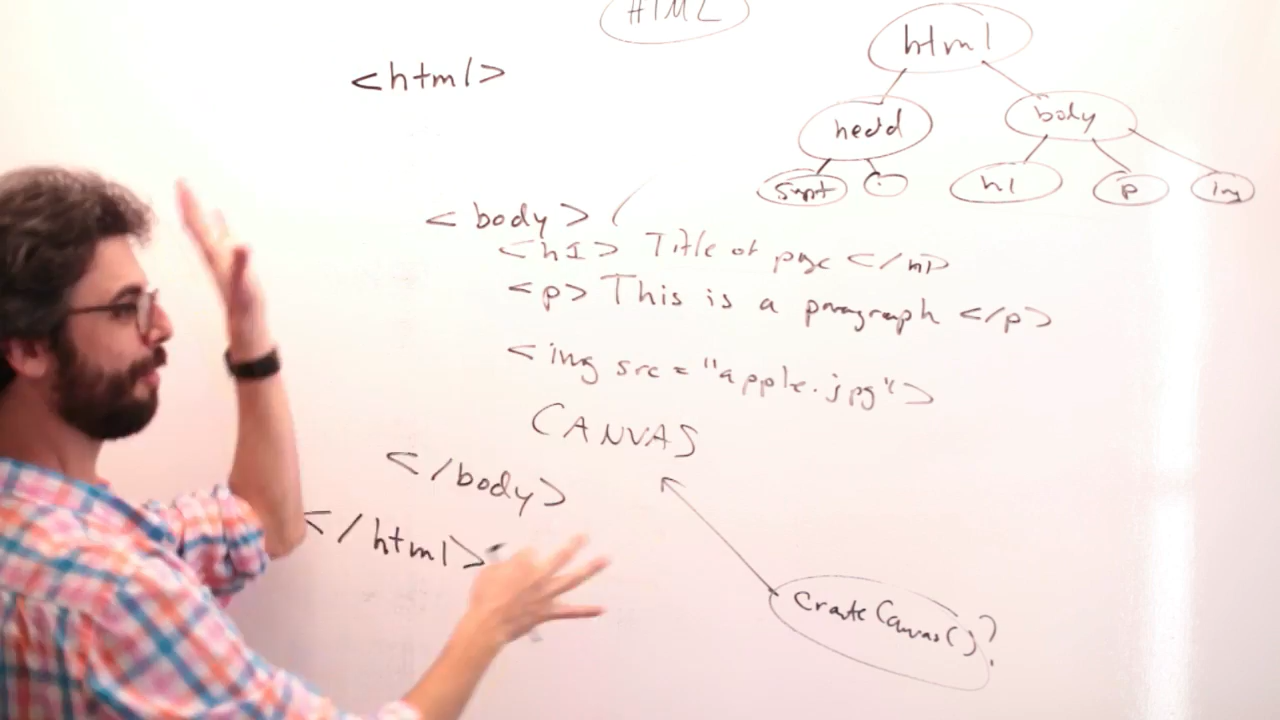 HTML
html
<html>
head
body
h1
p
img
<body>
<h1> Title of page </h1>
<p> This is a paragraph </p>
<img src = "apple.jpg">
CANVAS
</body>
</html>
createCanvas()?